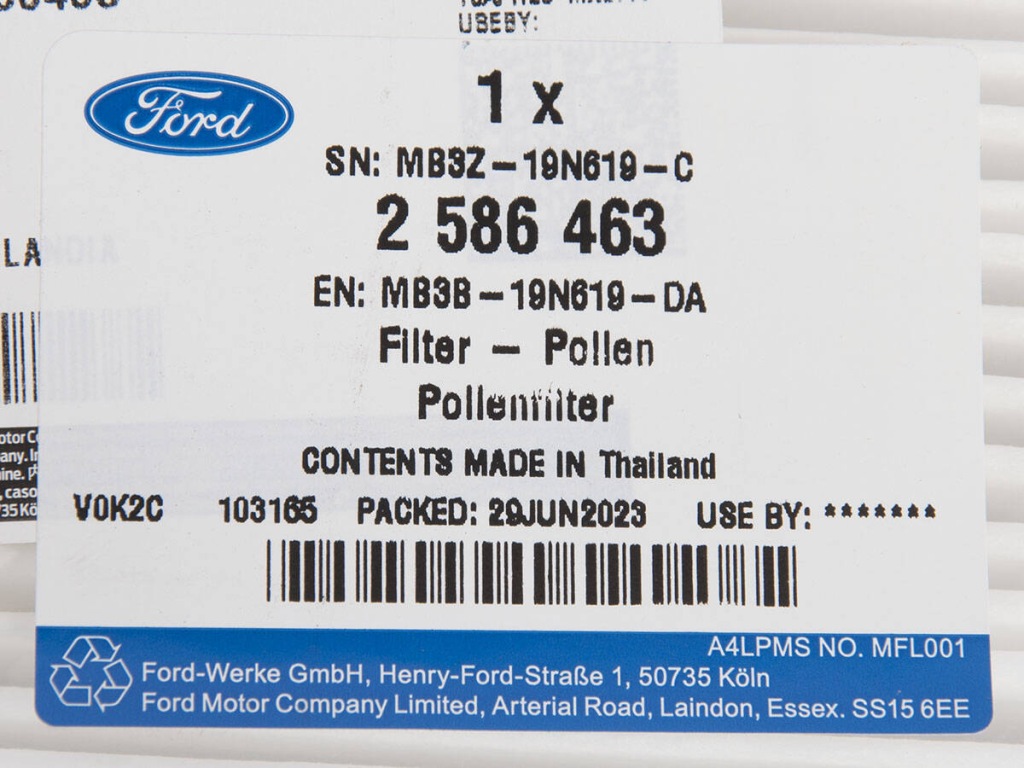 USEBY:
Ford
1 x
SN: MB3Z-19N619-C
2 586 463
EN: MB3B-19N619-DA
Filter - Pollen
Pollenfilter
CONTENTS MADE IN Thailand
V0K2C 103165 PACKED: 29JUN2023 USE BY: *******
A4LPMS NO. MFL001
Ford-Werke GmbH, Henry-Ford-Straße 1, 50735 Köln
Ford Motor Company Limited, Arterial Road, Laindon, Essex. SS15 6EE